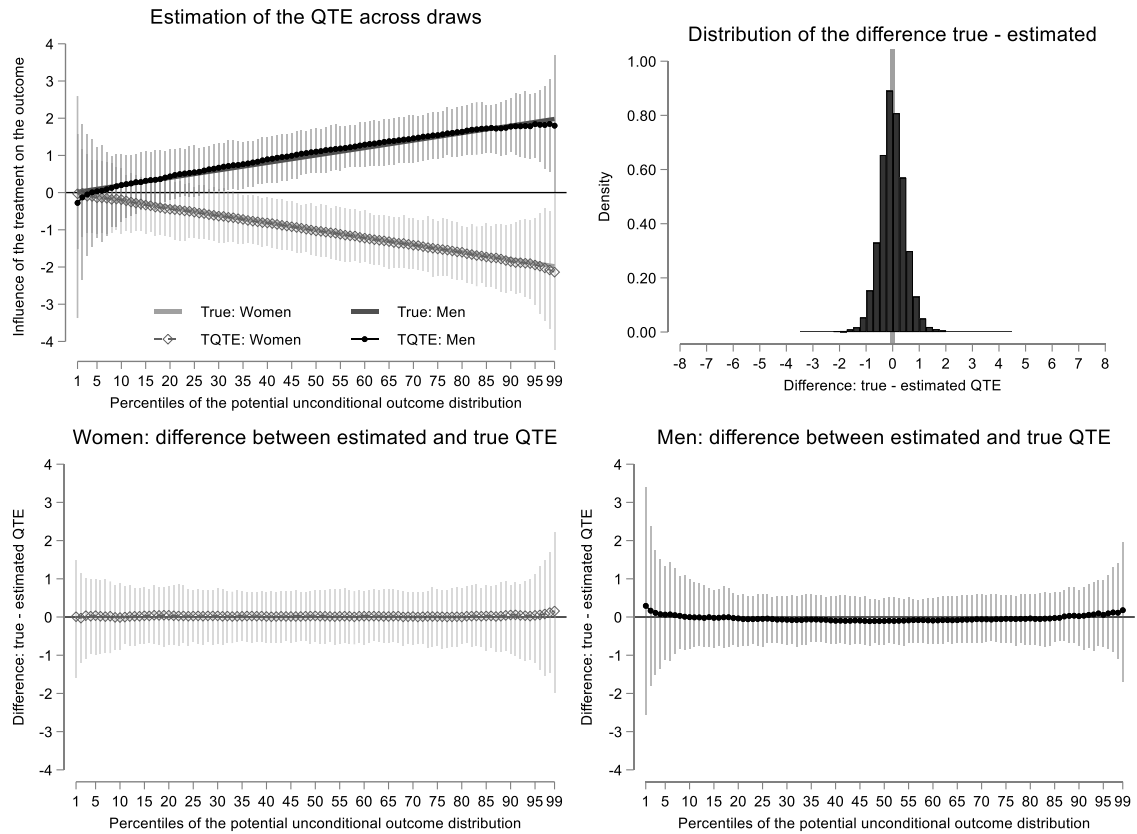 Estimation of the QTE across draws
Influence of the treatment on the outcome
4
3
2
1
0
-1
-2
-3
-4
True: Women
True: Men
TQTE: Women
TQTE: Men
1 5 10 15 20 25 30 35 40 45 50 55 60 65 70 75 80 85 90 95 99
Percentiles of the potential unconditional outcome distribution
Distribution of the difference true - estimated
Density
1.00
0.80
0.60
0.40
0.20
0.00
-8 -7 -6 -5 -4 -3 -2 -1 0 1 2 3 4 5 6 7 8
Difference: true - estimated QTE
Women: difference between estimated and true QTE
Difference: true - estimated QTE
4
3
2
1
0
-1
-2
-3
-4
1 5 10 15 20 25 30 35 40 45 50 55 60 65 70 75 80 85 90 95 99
Percentiles of the potential unconditional outcome distribution
Men: difference between estimated and true QTE
Difference: true - estimated QTE
4
3
2
1
0
-1
-2
-3
-4
1 5 10 15 20 25 30 35 40 45 50 55 60 65 70 75 80 85 90 95 99
Percentiles of the potential unconditional outcome distribution